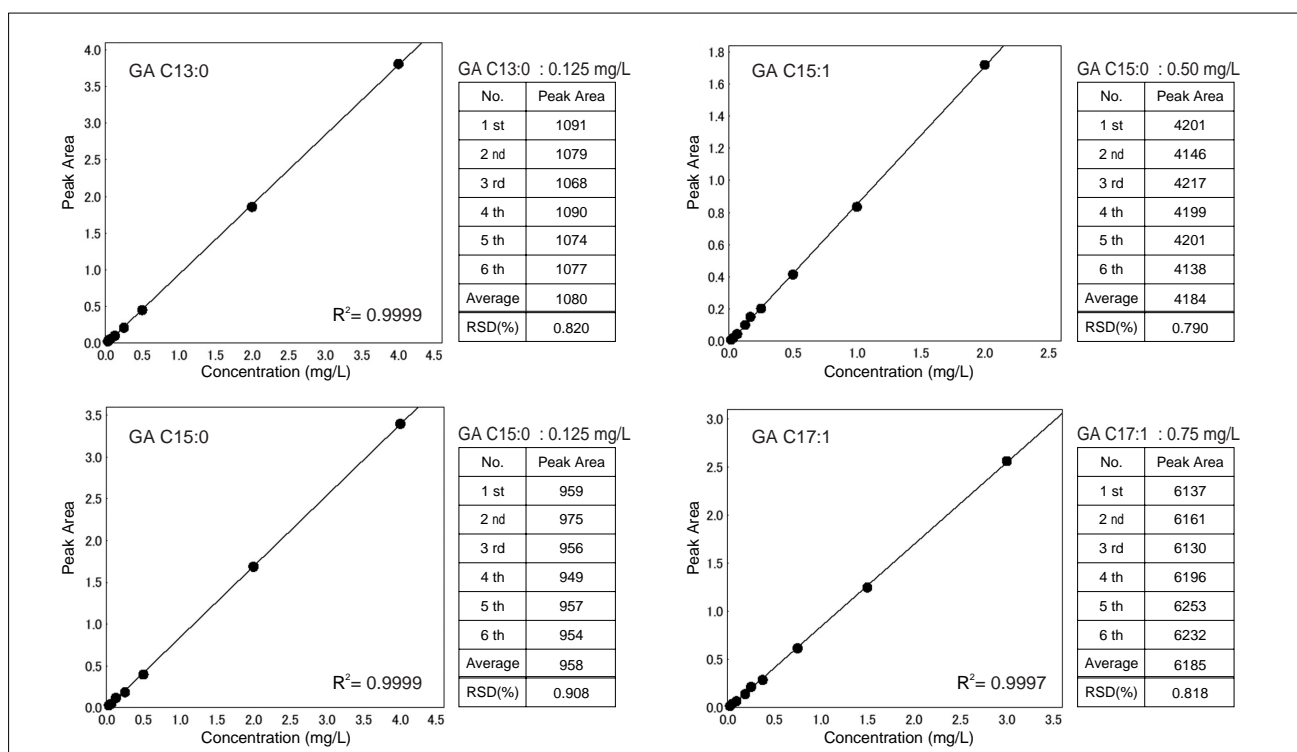 GA C13:0
Peak Area
4.0
3.5
3.0
2.5
2.0
1.5
1.0
0.5
0.0
R²= 0.9999
0.0 0.5 1.0 1.5 2.0 2.5 3.0 3.5 4.0 4.5
Concentration (mg/L)
GA C13:0 : 0.125 mg/L
No. Peak Area
1 st 1091
2 nd 1079
3 rd 1068
4 th 1090
5 th 1074
6 th 1077
Average 1080
RSD(%) 0.820
GA C15:1
Peak Area
1.8
1.6
1.4
1.2
1.0
0.8
0.6
0.4
0.2
0.0
0.0 0.5 1.0 1.5 2.0 2.5
Concentration (mg/L)
GA C15:0 : 0.50 mg/L
No. Peak Area
1 st 4201
2 nd 4146
3 rd 4217
4 th 4199
5 th 4201
6 th 4138
Average 4184
RSD(%) 0.790
GA C15:0
Peak Area
3.5
3.0
2.5
2.0
1.5
1.0
0.5
0.0
R²= 0.9999
0.0 0.5 1.0 1.5 2.0 2.5 3.0 3.5 4.0 4.5
Concentration (mg/L)
GA C15:0 : 0.125 mg/L
No. Peak Area
1 st 959
2 nd 975
3 rd 956
4 th 949
5 th 957
6 th 954
Average 958
RSD(%) 0.908
GA C17:1
Peak Area
3.0
2.5
2.0
1.5
1.0
0.5
0.0
R²= 0.9997
0.0 0.5 1.0 1.5 2.0 2.5 3.0 3.5
Concentration (mg/L)
GA C17:1 : 0.75 mg/L
No. Peak Area
1 st 6137
2 nd 6161
3 rd 6130
4 th 6196
5 th 6253
6 th 6232
Average 6185
RSD(%) 0.818